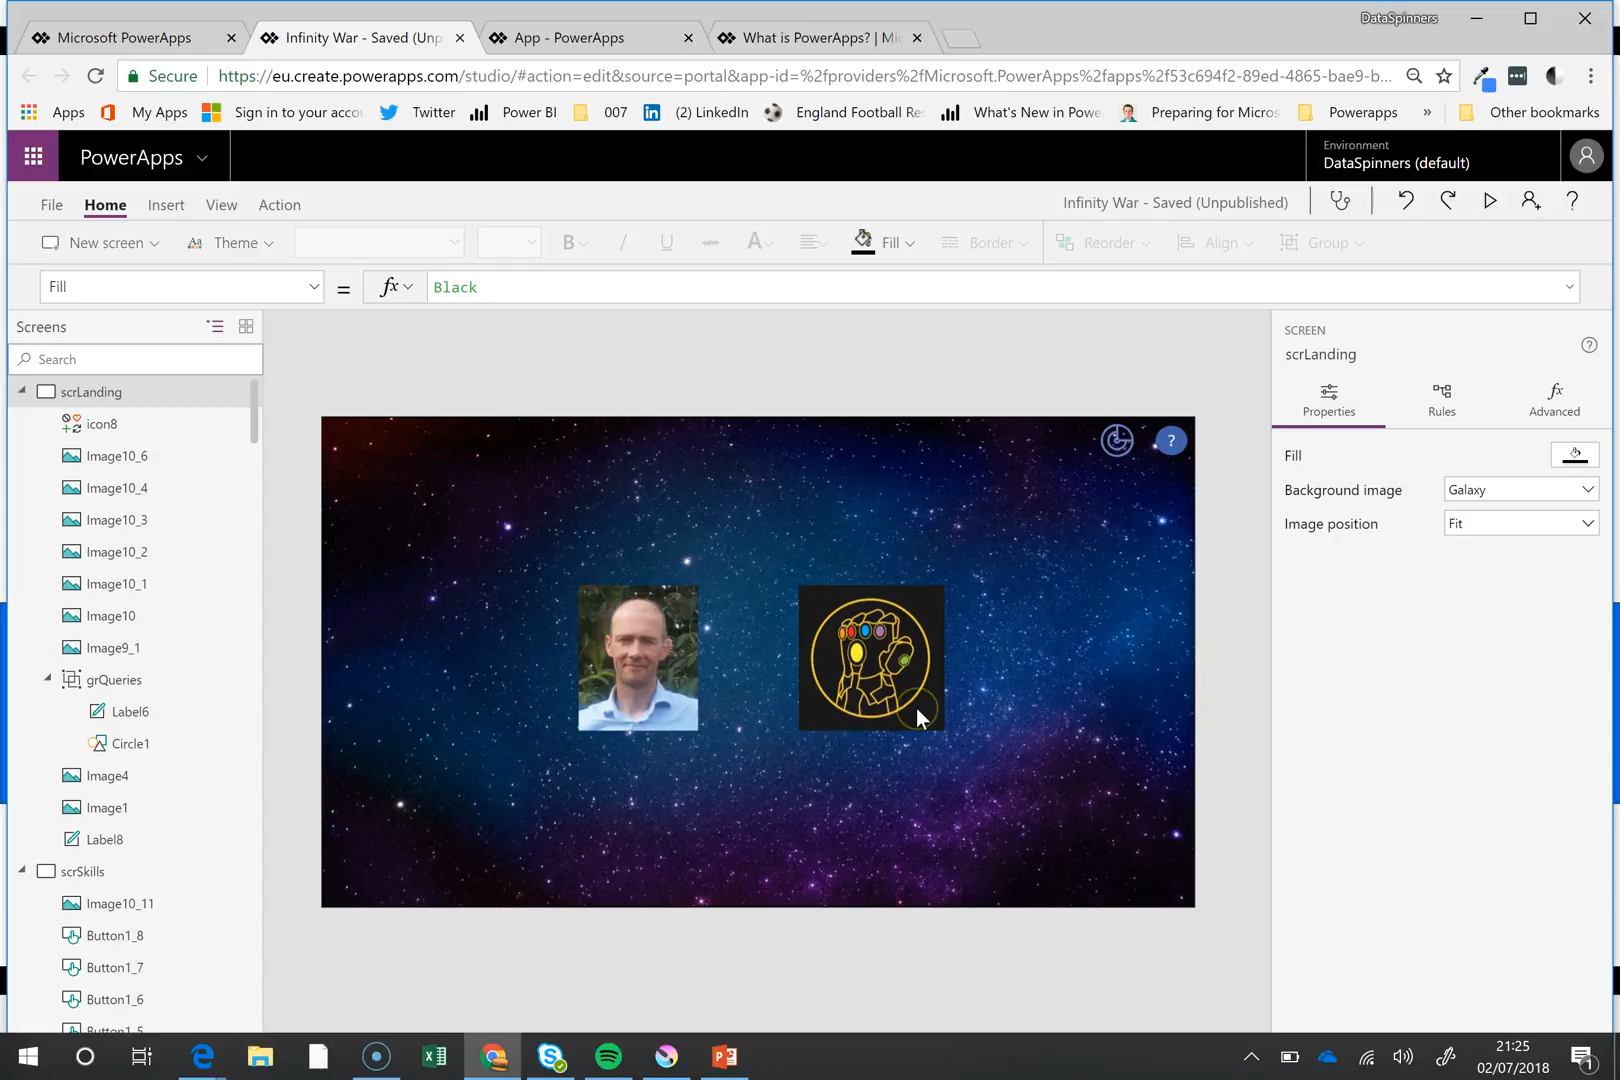 DataSpinners
Microsoft PowerApps
Infinity War - Saved (Unp
App - PowerApps
What is PowerApps? | Mi
Secure
https://eu.create.powerapps.com/studio/#action=edit&source=portal&app-id=%2fproviders%2fMicrosoft.PowerApps%2fapps%2f53c694f2-89ed-4865-bae9-b...
Apps
My Apps
Sign in to your acco
Twitter
Power BI
007
(2) LinkedIn
England Football Re
What's New in Powe
Preparing for Micros
Powerapps
»
Other bookmarks
PowerApps
Environment
DataSpinners (default)
File
Home
Insert
View
Action
Infinity War - Saved (Unpublished)
?
New screen
Theme
B
/
U
abc
A
Fill
Border
Reorder
Align
Group
Fill
=
fx
Black
Screens
Search
scrLanding
icon8
Image10_6
Image10_4
Image10_3
Image10_2
Image10_1
Image10
Image9_1
grQueries
Label6
Circle1
Image4
Image1
Label8
scrSkills
Image10_11
Button1_8
Button1_7
Button1_6
Button1_5
?
SCREEN
scrLanding
?
Properties
Rules
fx
Advanced
Fill
Background image
Galaxy
Image position
Fit
21:25
02/07/2018
1